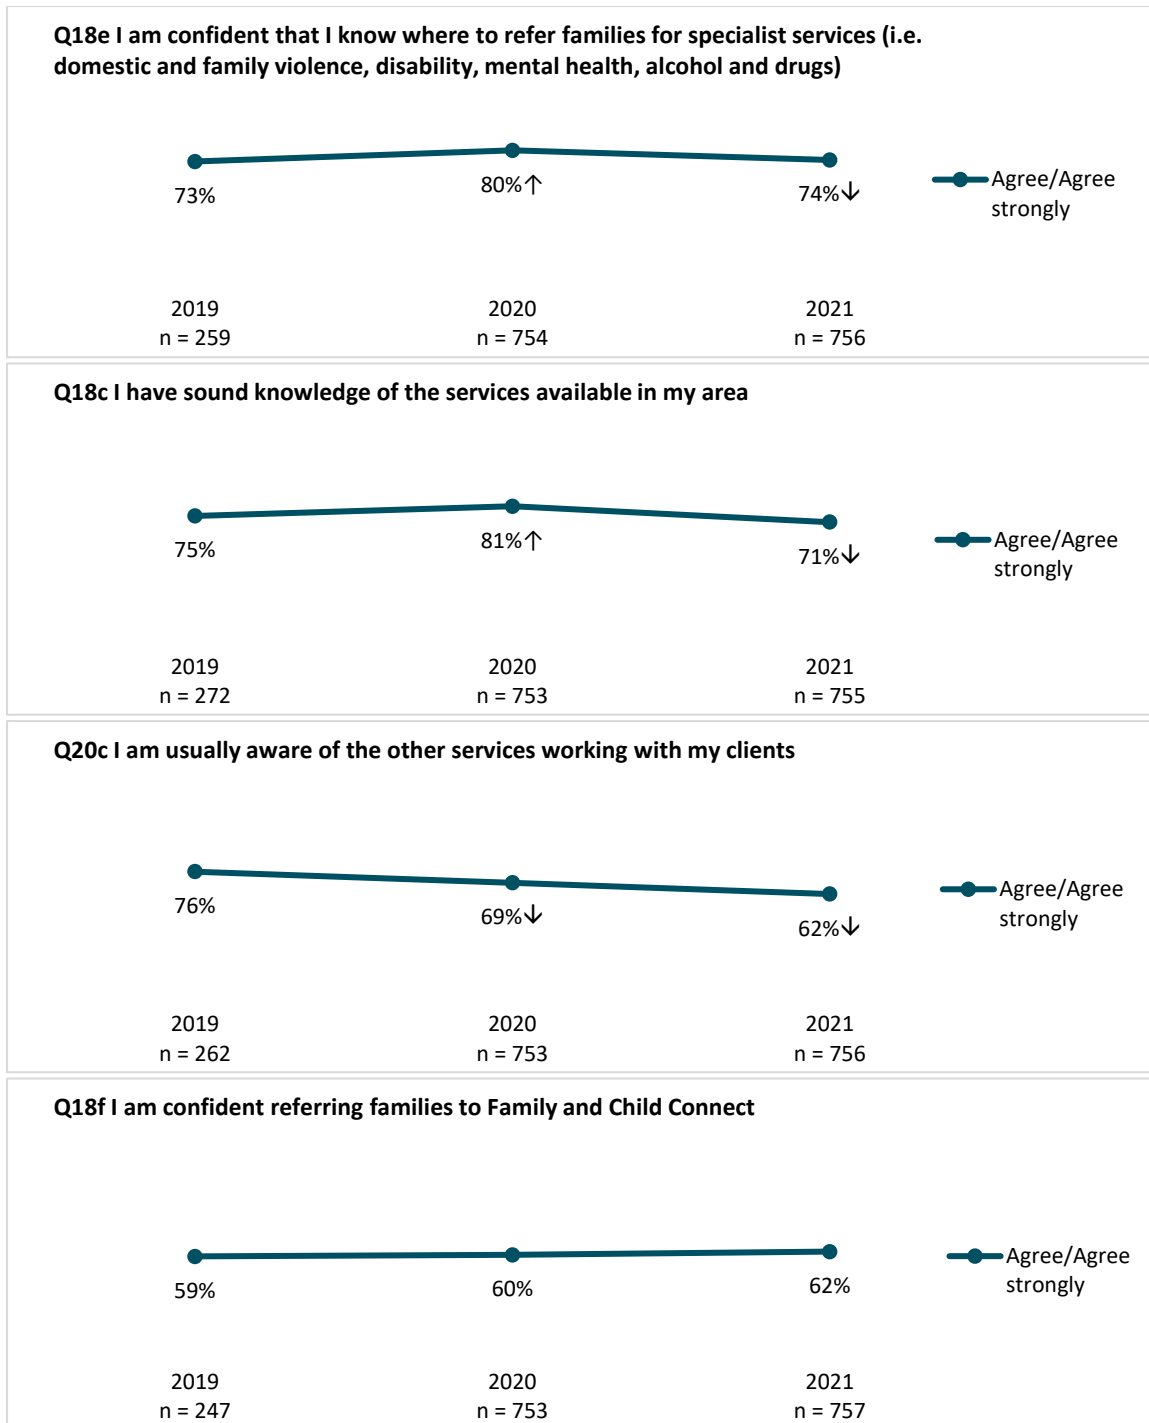 Q18e I am confident that I know where to refer families for specialist services (i.e.
domestic and family violence, disability, mental health, alcohol and drugs)
73%
80%↑
74%↓
Agree/Agree
strongly
2019
n = 259
2020
n = 754
2021
n = 756
Q18c I have sound knowledge of the services available in my area
75%
81%↑
71%↓
Agree/Agree
strongly
2019
n = 272
2020
n = 753
2021
n = 755
Q20c I am usually aware of the other services working with my clients
76%
69%↓
62%↓
Agree/Agree
strongly
2019
n = 262
2020
n = 753
2021
n = 756
Q18f I am confident referring families to Family and Child Connect
59%
60%
62%
Agree/Agree
strongly
2019
n = 247
2020
n = 753
2021
n = 757